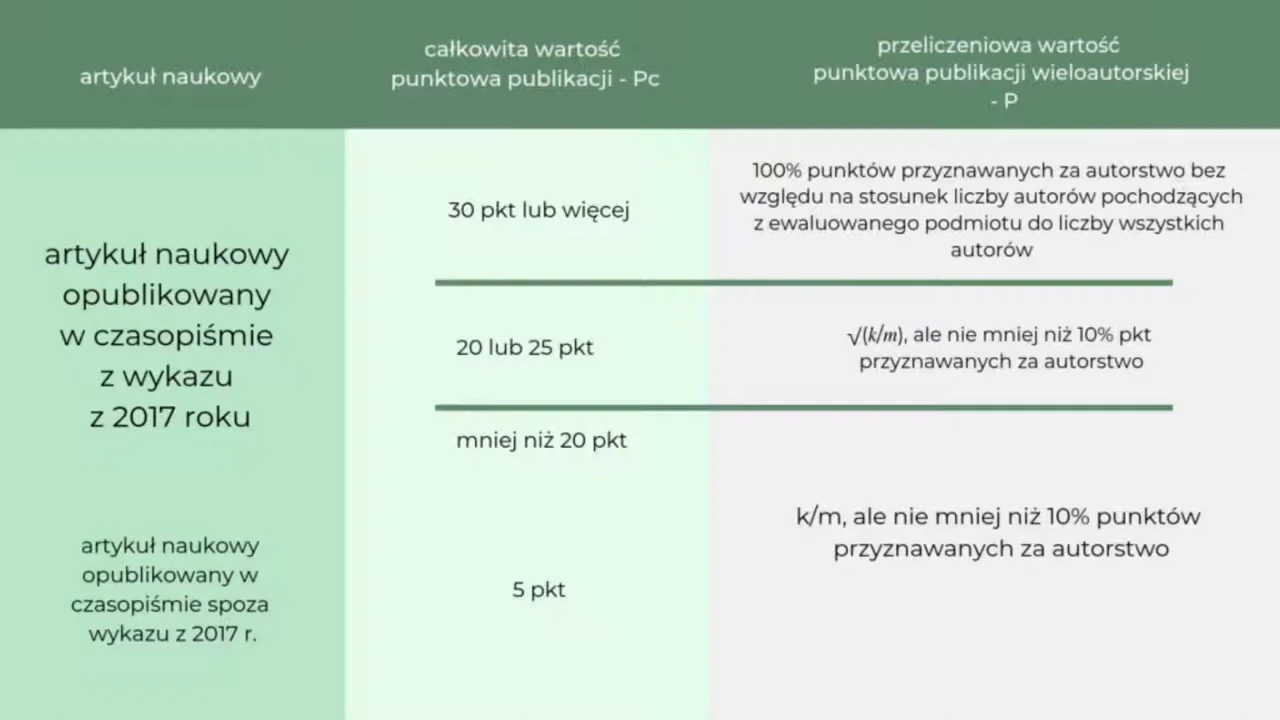 artykuł naukowy
całkowita wartość
punktowa publikacji - Pc
przeliczeniowa wartość
punktowa publikacji wieloautorskiej
- P
artykuł naukowy
opublikowany
w czasopiśmie
z wykazu
z 2017 roku
30 pkt lub więcej
100% punktów przyznawanych za autorstwo bez
względu na stosunek liczby autorów pochodzących
z ewaluowanego podmiotu do liczby wszystkich
autorów
20 lub 25 pkt
√(k/m), ale nie mniej niż 10% pkt
przyznawanych za autorstwo
mniej niż 20 pkt
k/m, ale nie mniej niż 10% punktów
przyznawanych za autorstwo
artykuł naukowy
opublikowany w
czasopiśmie spoza
wykazu z 2017 r.
5 pkt